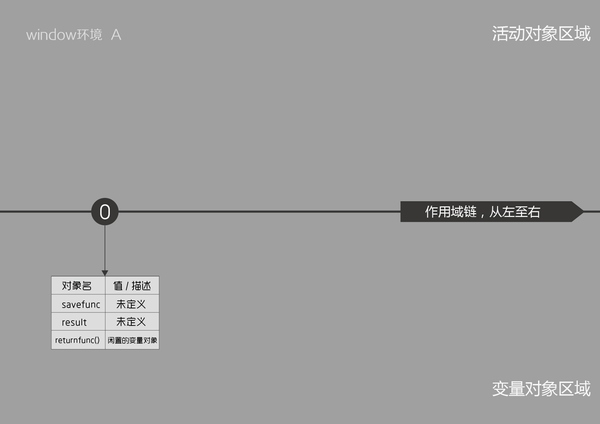 window环境 A
活动对象区域
0
作用域链，从左至右
对象名 值/描述
savefunc 未定义
result 未定义
returnfunc() 闲置的变量对象
变量对象区域